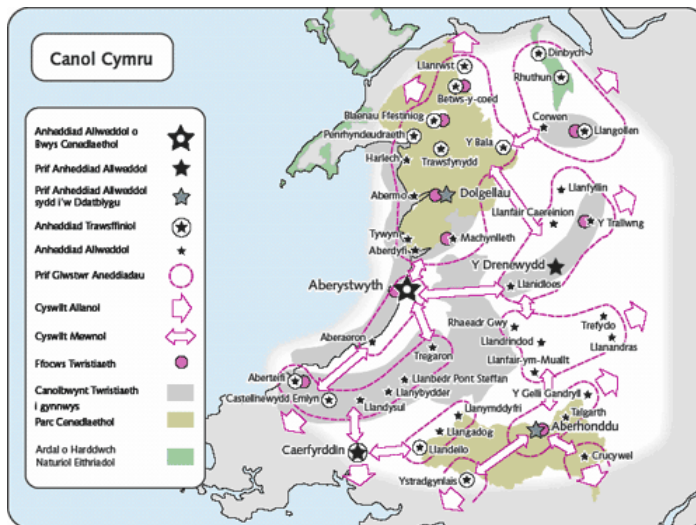 Canol Cymru
Anheddiad Allweddol o
Bwys Cenedlaethol
Prif Anheddiad Allweddol
Prif Anheddiad Allweddol
sydd i'w Ddatblygu
Anheddiad Trawsffiniol
Anheddiad Allweddol
Prif Glwstwr Aneddiadau
Cyswllt Allanol
Cyswllt Mewnol
Ffocws Twristiaeth
Canolbwynt Twristiaeth
i gynnwys
Parc Cenedlaethol
Ardal o Harddwch
Naturiol Eithriadol
Llanrwst
Dinbych
Rhuthun
Betws-y-coed
Blaenau Ffestiniog
Corwen
Penrhyndeudraeth
Y Bala
Llangollen
Harlech
Trawsfynydd
Abermo
Dolgellau
Llanfyllin
Llanfair Caereinion
Y Trallwng
Tywyn
Machynlleth
Aberdyfi
Y Drenewydd
Aberystwyth
Llanidloes
Rhaeadr Gwy
Trefydo
Aberaeron
Llandrindod
Llanandras
Tregaron
Llanfair-ym-Muallt
Aberteifi
Llanbedr Pont Steffan
Castellnewydd Emlyn
Llanybydder
Y Gelli Gandryll
Llandysul
Talgarth
Llanymddyfri
Aberhonddu
Llangadog
Caerfyrddin
Llandeilo
Crucywel
Ystradgynlais